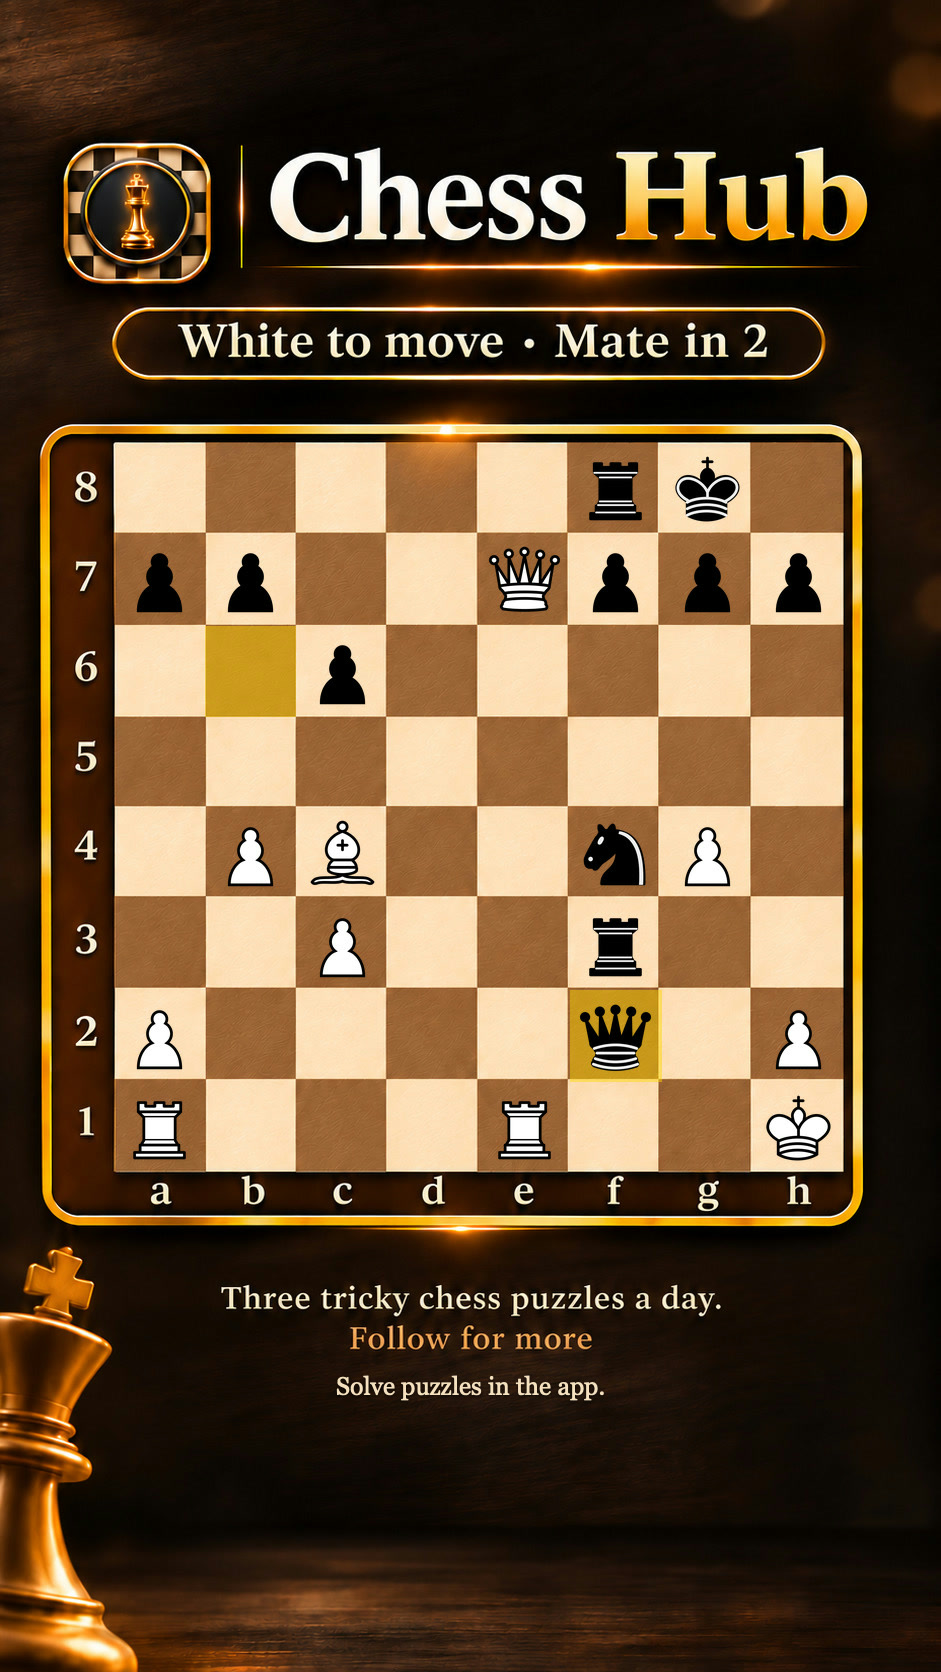 Chess Hub
White to move • Mate in 2
8
7
6
5
4
3
2
1
a b c d e f g h
Three tricky chess puzzles a day.
Follow for more
Solve puzzles in the app.